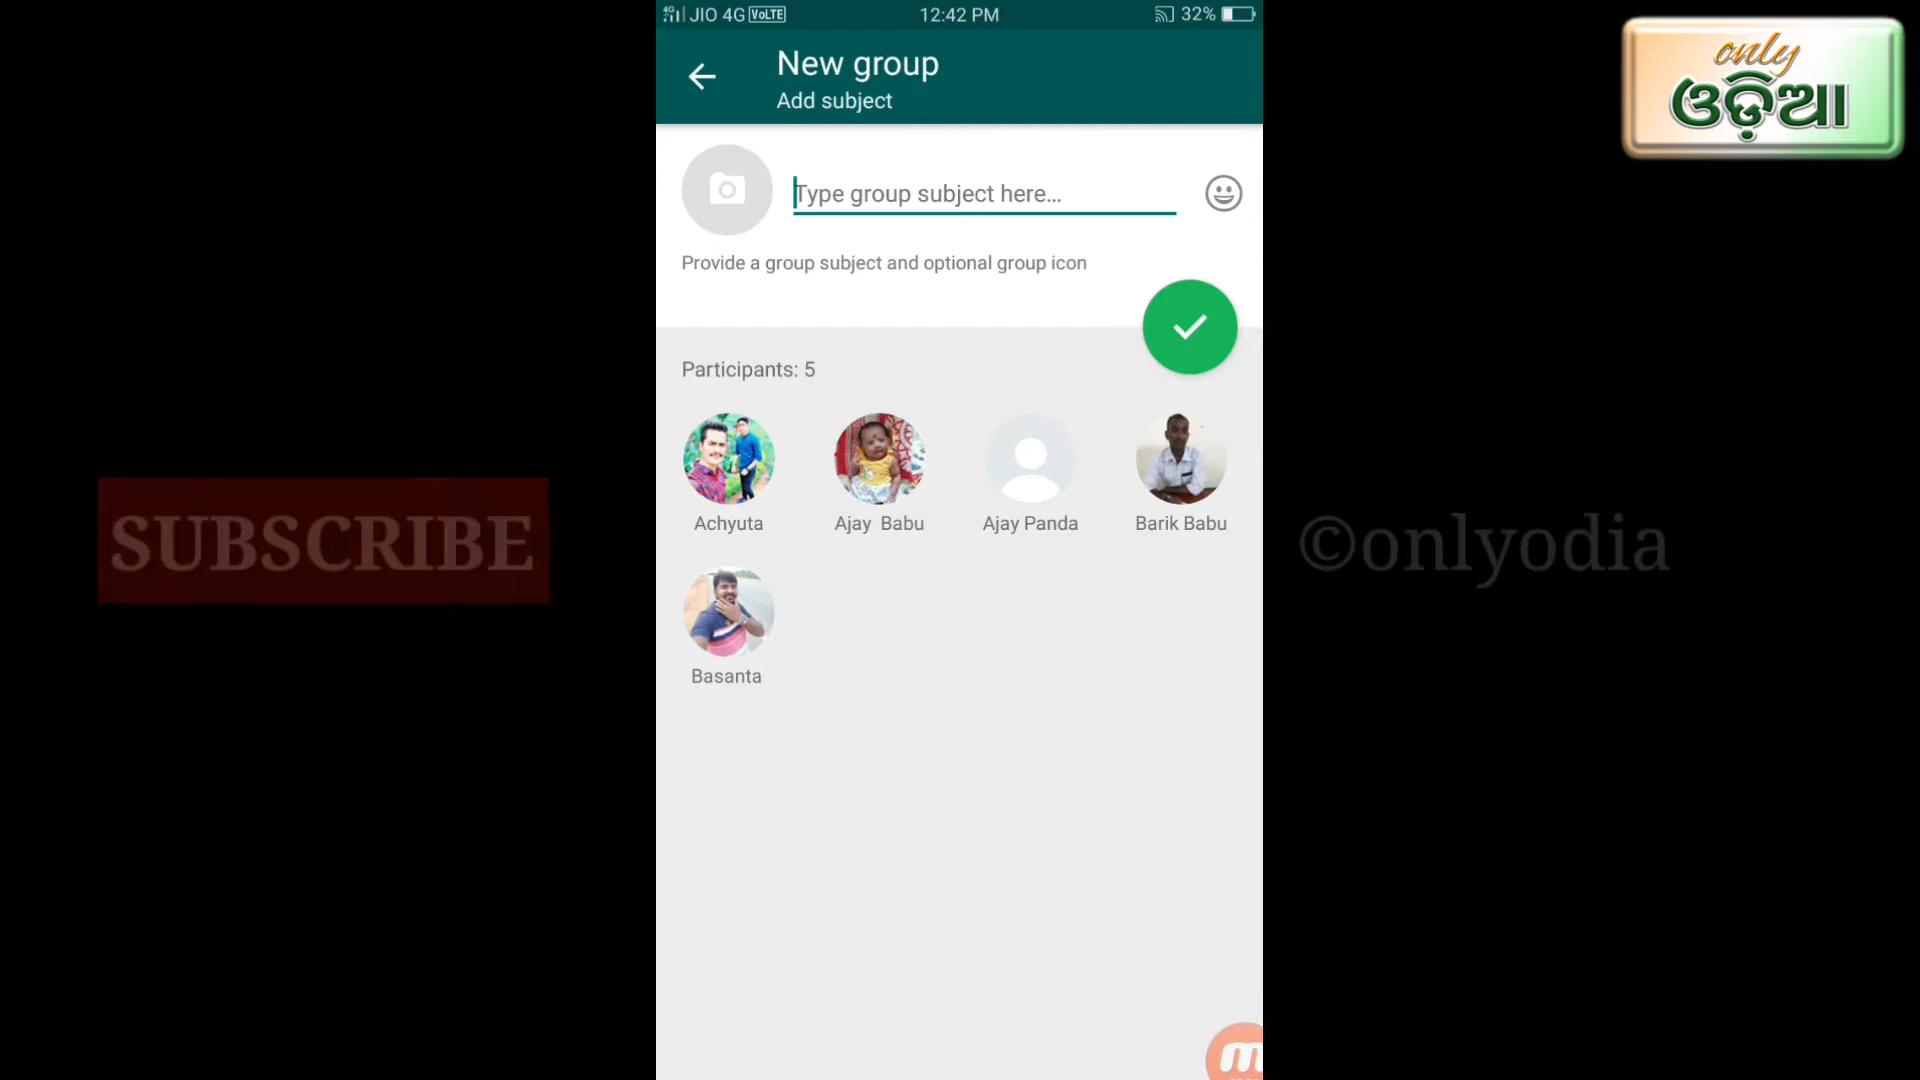 4G JIO 4G VoLTE 12:42 PM 32%
New group
Add subject
only
ଓଡ଼ିଆ
Type group subject here...
Provide a group subject and optional group icon
Participants: 5
Achyuta Ajay Babu Ajay Panda Barik Babu
SUBSCRIBE
©onlyodia
Basanta